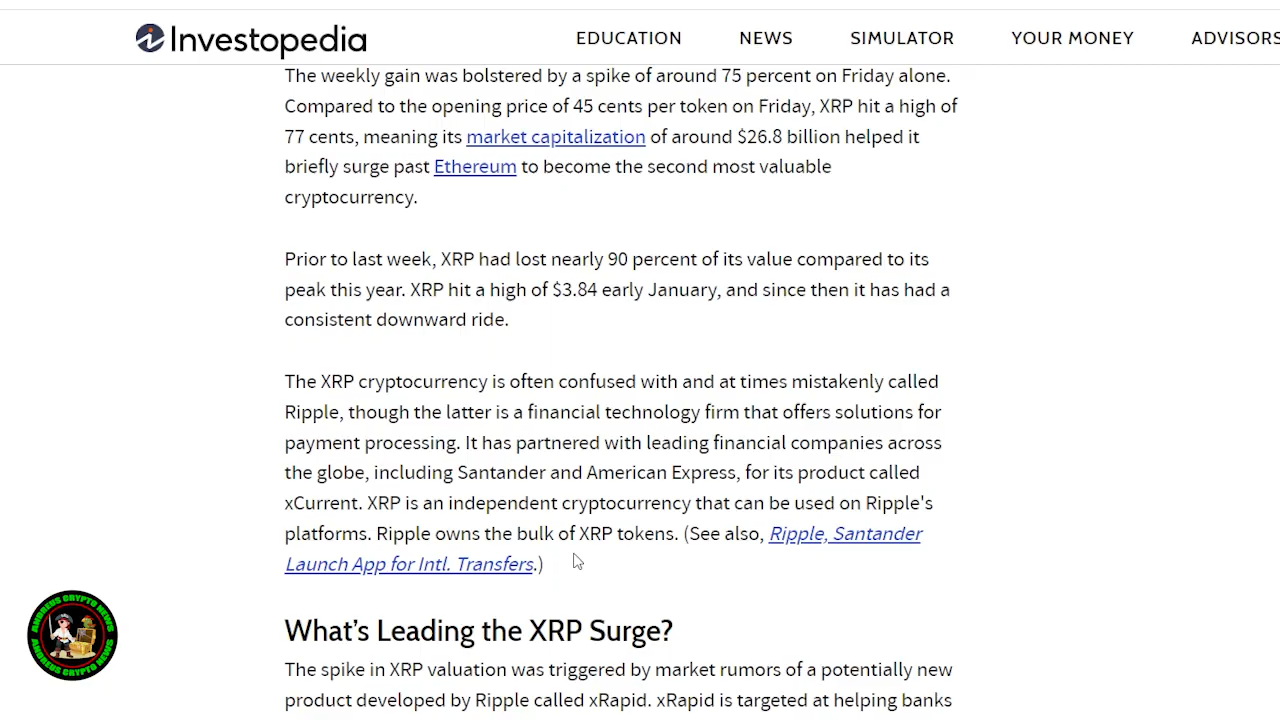 Investopedia
EDUCATION NEWS SIMULATOR YOUR MONEY ADVISORS
The weekly gain was bolstered by a spike of around 75 percent on Friday alone.
Compared to the opening price of 45 cents per token on Friday, XRP hit a high of
77 cents, meaning its market capitalization of around $26.8 billion helped it
briefly surge past Ethereum to become the second most valuable
cryptocurrency.
Prior to last week, XRP had lost nearly 90 percent of its value compared to its
peak this year. XRP hit a high of $3.84 early January, and since then it has had a
consistent downward ride.
The XRP cryptocurrency is often confused with and at times mistakenly called
Ripple, though the latter is a financial technology firm that offers solutions for
payment processing. It has partnered with leading financial companies across
the globe, including Santander and American Express, for its product called
xCurrent. XRP is an independent cryptocurrency that can be used on Ripple's
platforms. Ripple owns the bulk of XRP tokens. (See also, Ripple, Santander
Launch App for Intl. Transfers.)
ANDREUS CRYPTO NEWS
ANDREUS CRYPTO NEWS
What's Leading the XRP Surge?
The spike in XRP valuation was triggered by market rumors of a potentially new
product developed by Ripple called xRapid. xRapid is targeted at helping banks